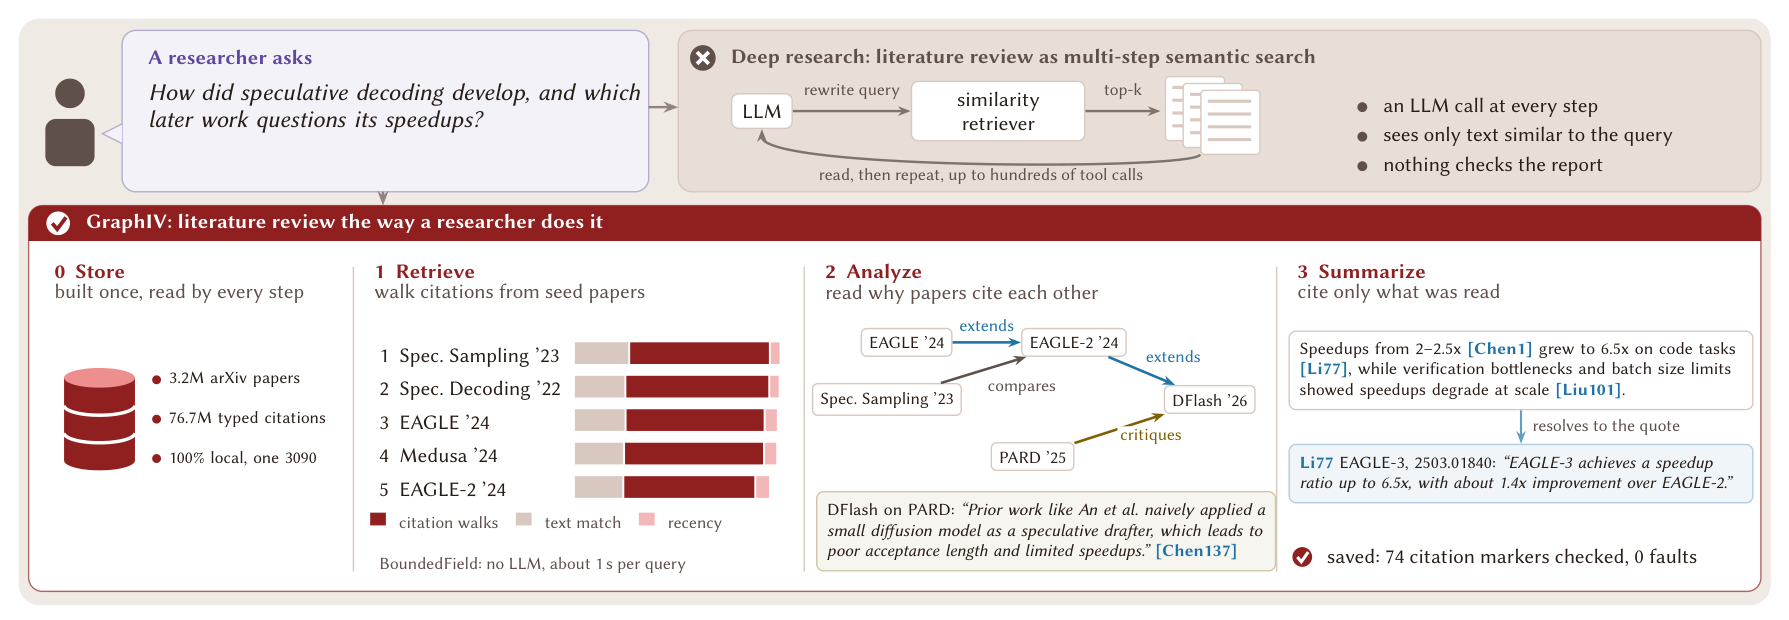 A researcher asks
How did speculative decoding develop, and which
later work questions its speedups?
Deep research: literature review as multi-step semantic search
LLM
rewrite query
similarity
retriever
top-k
read, then repeat, up to hundreds of tool calls
an LLM call at every step
sees only text similar to the query
nothing checks the report
GraphIV: literature review the way a researcher does it
0 Store
built once, read by every step
3.2M arXiv papers
76.7M typed citations
100% local, one 3090
1 Retrieve
walk citations from seed papers
1 Spec. Sampling ’23
2 Spec. Decoding ’22
3 EAGLE ’24
4 Medusa ’24
5 EAGLE-2 ’24
citation walks
text match
recency
BoundedField: no LLM, about 1 s per query
2 Analyze
read why papers cite each other
EAGLE ’24
extends
EAGLE-2 ’24
extends
Spec. Sampling ’23
compares
DFlash ’26
critiques
PARD ’25
DFlash on PARD: “Prior work like An et al. naively applied a
small diffusion model as a speculative drafter, which leads to
poor acceptance length and limited speedups.” [Chen137]
3 Summarize
cite only what was read
Speedups from 2–2.5x [Chen1] grew to 6.5x on code tasks
[Li77], while verification bottlenecks and batch size limits
showed speedups degrade at scale [Liu101].
resolves to the quote
Li77 EAGLE-3, 2503.01840: “EAGLE-3 achieves a speedup
ratio up to 6.5x, with about 1.4x improvement over EAGLE-2.”
saved: 74 citation markers checked, 0 faults